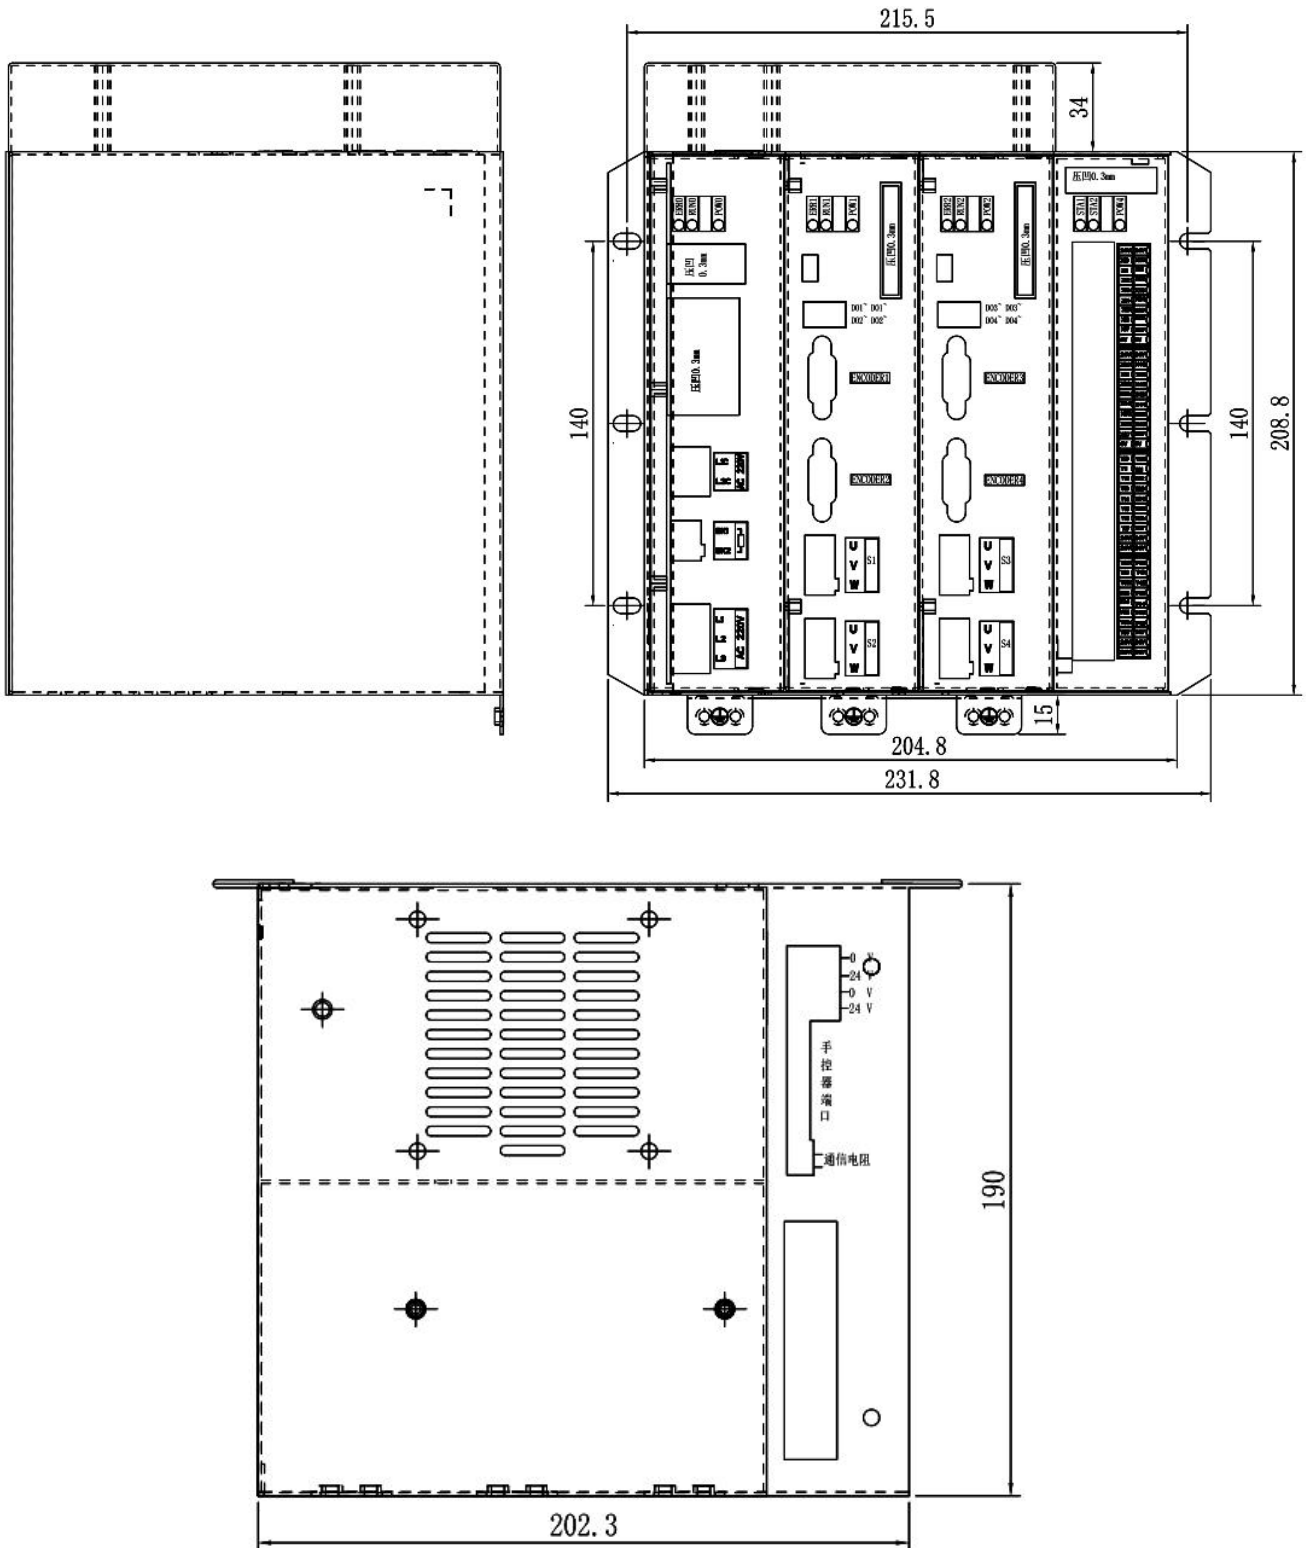 215.5
34
压凹0.3mm
ERR0
RUN0
POW0
ERR1
RUN1
POW1
ERR2
RUN2
POW2
STA1
STA2
POW4
压凹
0.3mm
压凹0.3mm
压凹0.3mm
压凹0.3mm
DO1~ DO1~
DO2~ DO2~
DO3~ DO3~
DO4~ DO4~
ENCODER1
ENCODER3
140
140
208.8
ENCODER2
ENCODER4
AC 220V
U
V
W
S1
U
V
W
S3
AC 220V
U
V
W
S2
U
V
W
S4
15
204.8
231.8
0 V
24 V
0 V
24 V
手控器端口
通信电阻
190
202.3